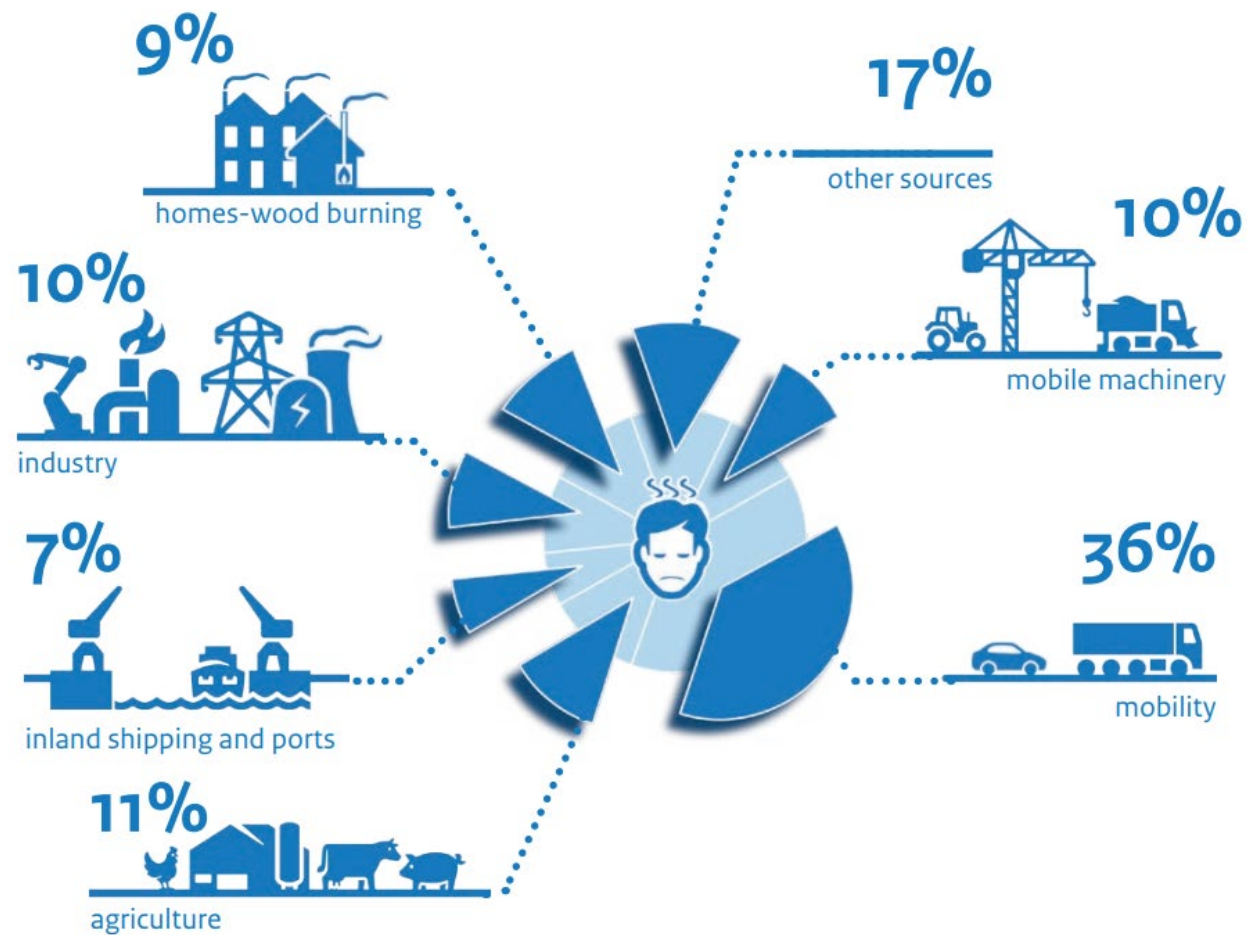 9%
homes-wood burning
17%
other sources
10%
industry
10%
mobile machinery
7%
inland shipping and ports
36%
mobility
11%
agriculture